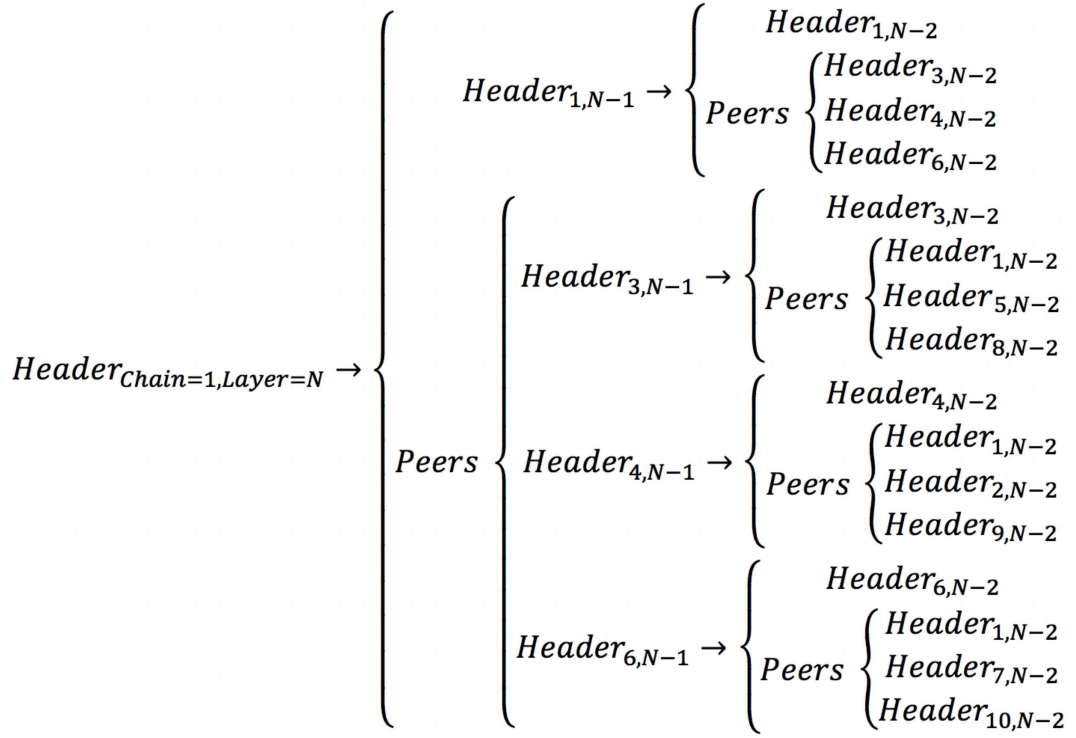 Header_{Chain=1,Layer=N} →
Header_{1,N−1} →
Header_{1,N−2}
Peers
Header_{3,N−2}
Header_{4,N−2}
Header_{6,N−2}
Peers
Header_{3,N−1} →
Header_{3,N−2}
Peers
Header_{1,N−2}
Header_{5,N−2}
Header_{8,N−2}
Header_{4,N−1} →
Header_{4,N−2}
Peers
Header_{1,N−2}
Header_{2,N−2}
Header_{9,N−2}
Header_{6,N−1} →
Header_{6,N−2}
Peers
Header_{1,N−2}
Header_{7,N−2}
Header_{10,N−2}